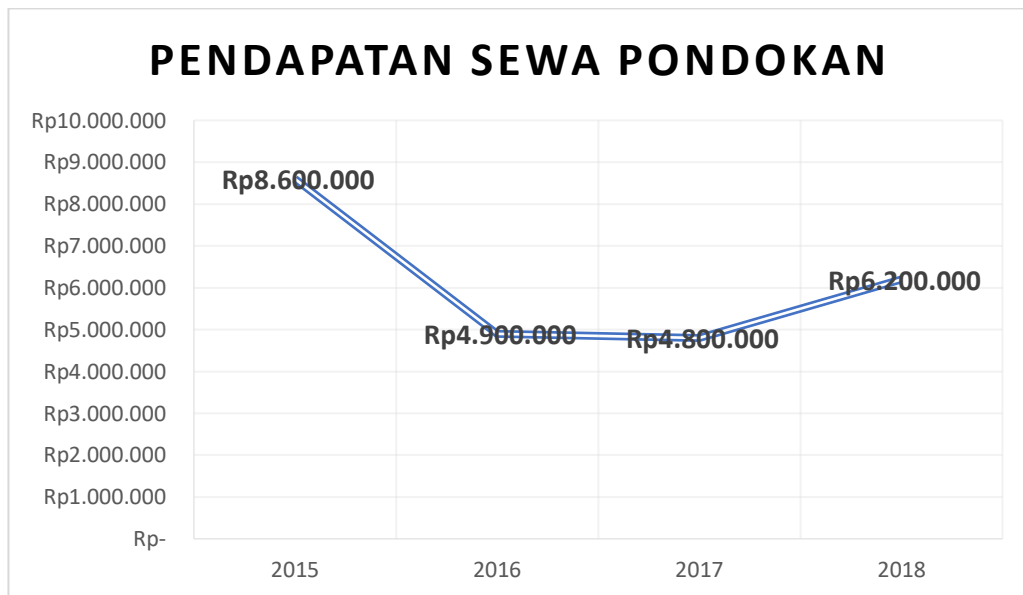 PENDAPATAN SEWA PONDOKAN
Rp10.000.000
Rp9.000.000
Rp8.600.000
Rp8.000.000
Rp7.000.000
Rp6.000.000
Rp6.200.000
Rp5.000.000
Rp4.900.000
Rp4.800.000
Rp4.000.000
Rp3.000.000
Rp2.000.000
Rp1.000.000
Rp-
2015 2016 2017 2018